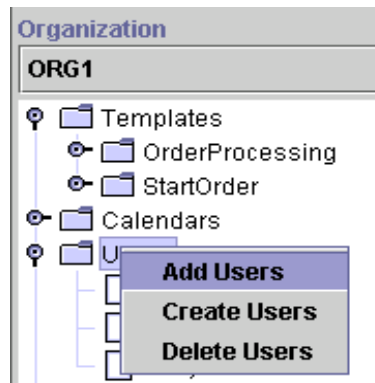 Organization
ORG1
Templates
OrderProcessing
StartOrder
Calendars
Add Users
Create Users
Delete Users